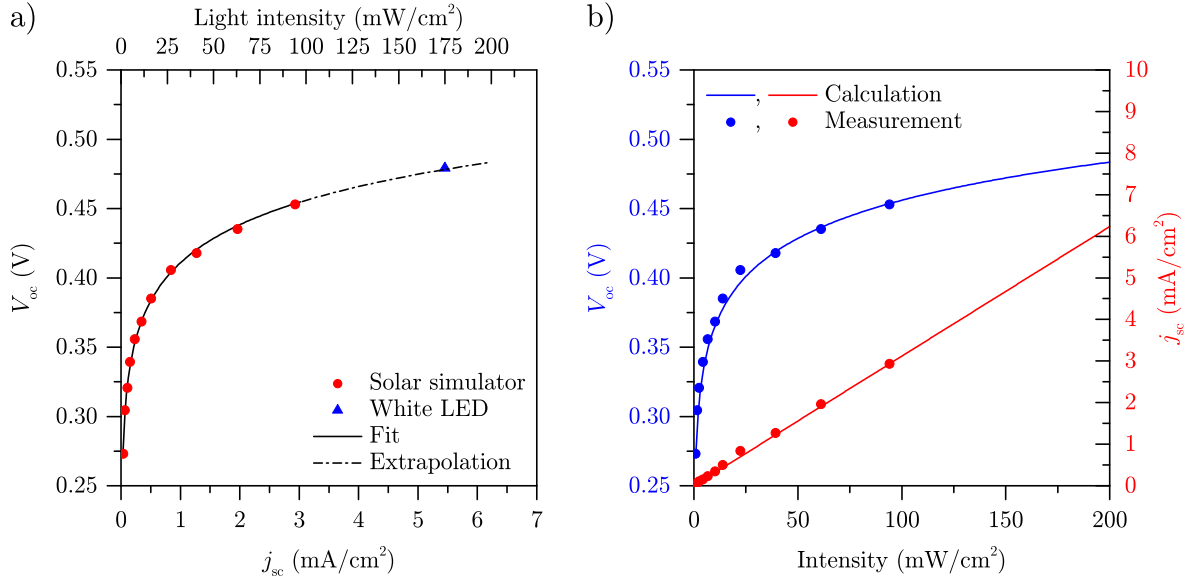 a)
Light intensity (mW/cm²)
0 25 50 75 100 125 150 175 200
0.55
0.50
0.45
0.40
0.35
0.30
0.25
V_oc (V)
Solar simulator
White LED
Fit
Extrapolation
0 1 2 3 4 5 6 7
j_sc (mA/cm²)
b)
0.55
0.50
0.45
0.40
0.35
0.30
0.25
V_oc (V)
, Calculation
, Measurement
10
9
8
7
6
5
4
3
2
1
0
j_sc (mA/cm²)
0 50 100 150 200
Intensity (mW/cm²)